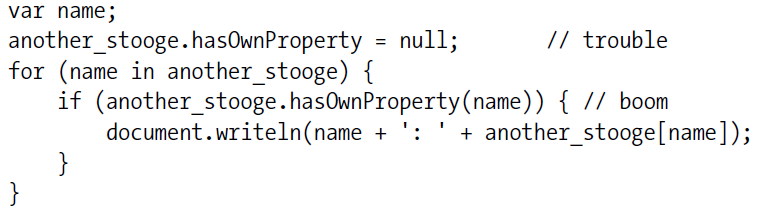 var name;
another_stooge.hasOwnProperty = null;       // trouble
for (name in another_stooge) {
    if (another_stooge.hasOwnProperty(name)) { // boom
        document.writeln(name + ': ' + another_stooge[name]);
    }
}